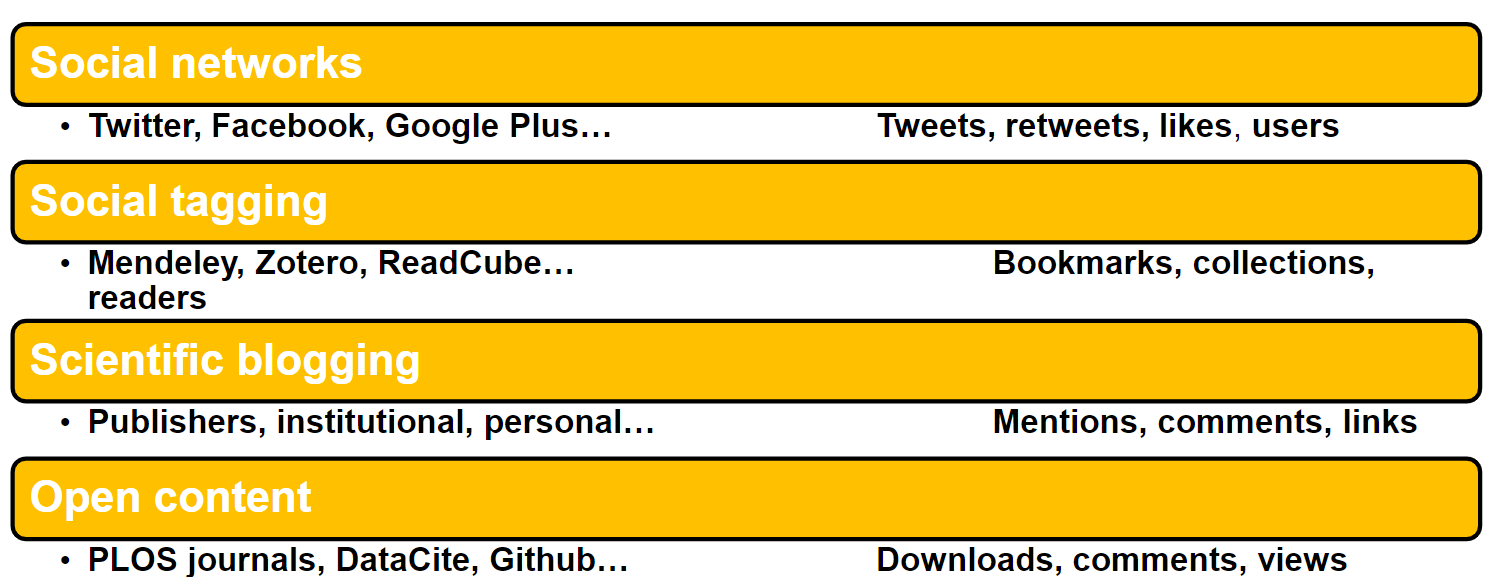 Social networks
• Twitter, Facebook, Google Plus… Tweets, retweets, likes, users
Social tagging
• Mendeley, Zotero, ReadCube… Bookmarks, collections,
readers
Scientific blogging
• Publishers, institutional, personal… Mentions, comments, links
Open content
• PLOS journals, DataCite, Github… Downloads, comments, views